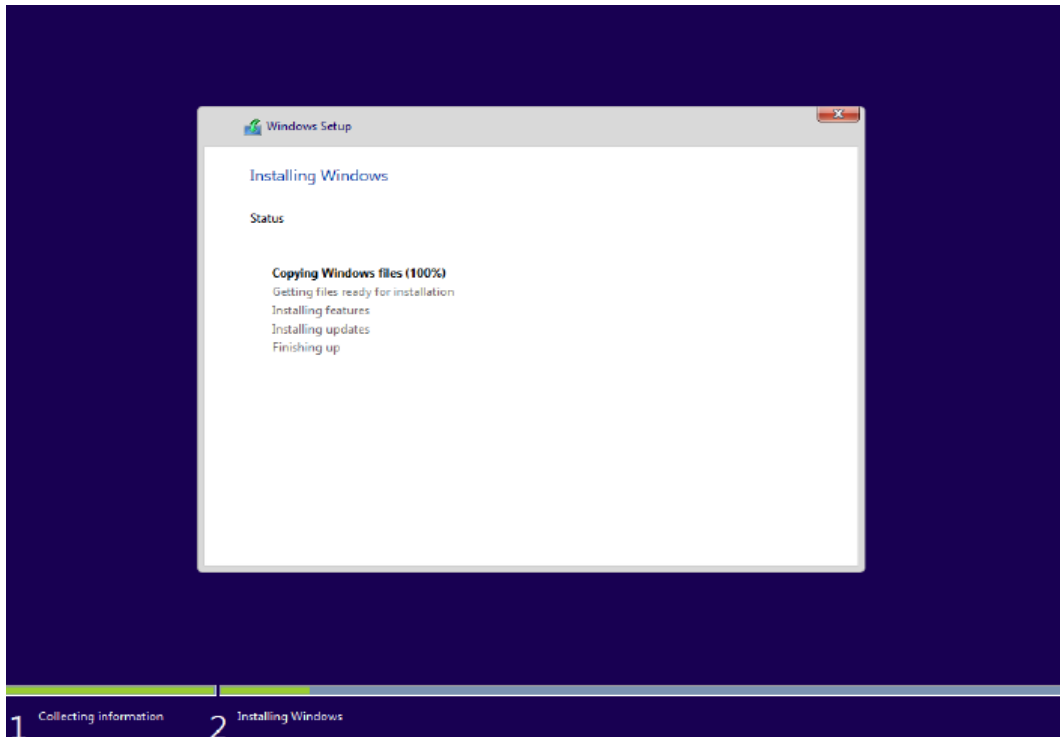 Windows Setup
Installing Windows
Status
Copying Windows files (100%)
Getting files ready for installation
Installing features
Installing updates
Finishing up
1 Collecting information 2 Installing Windows